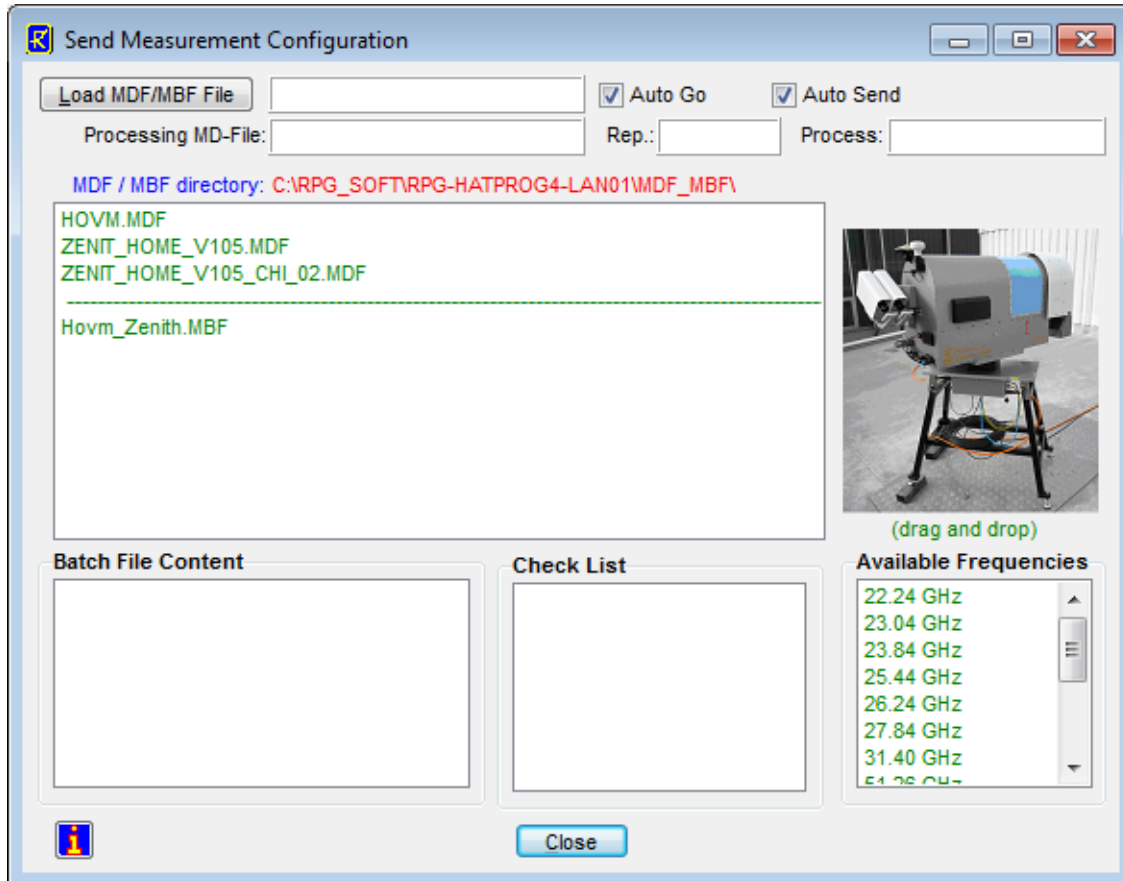 Send Measurement Configuration
Load MDF/MBF File
Auto Go
Auto Send
Processing MD-File:
Rep.:
Process:
MDF / MBF directory: C:\RPG_SOFT\RPG-HATPROG4-LAN01\MDF_MBF\
HOVM.MDF
ZENIT_HOME_V105.MDF
ZENIT_HOME_V105_CHI_02.MDF
Hovm_Zenith.MBF
(drag and drop)
Batch File Content
Check List
Available Frequencies
22.24 GHz
23.04 GHz
23.84 GHz
25.44 GHz
26.24 GHz
27.84 GHz
31.40 GHz
51.26 GHz
Close